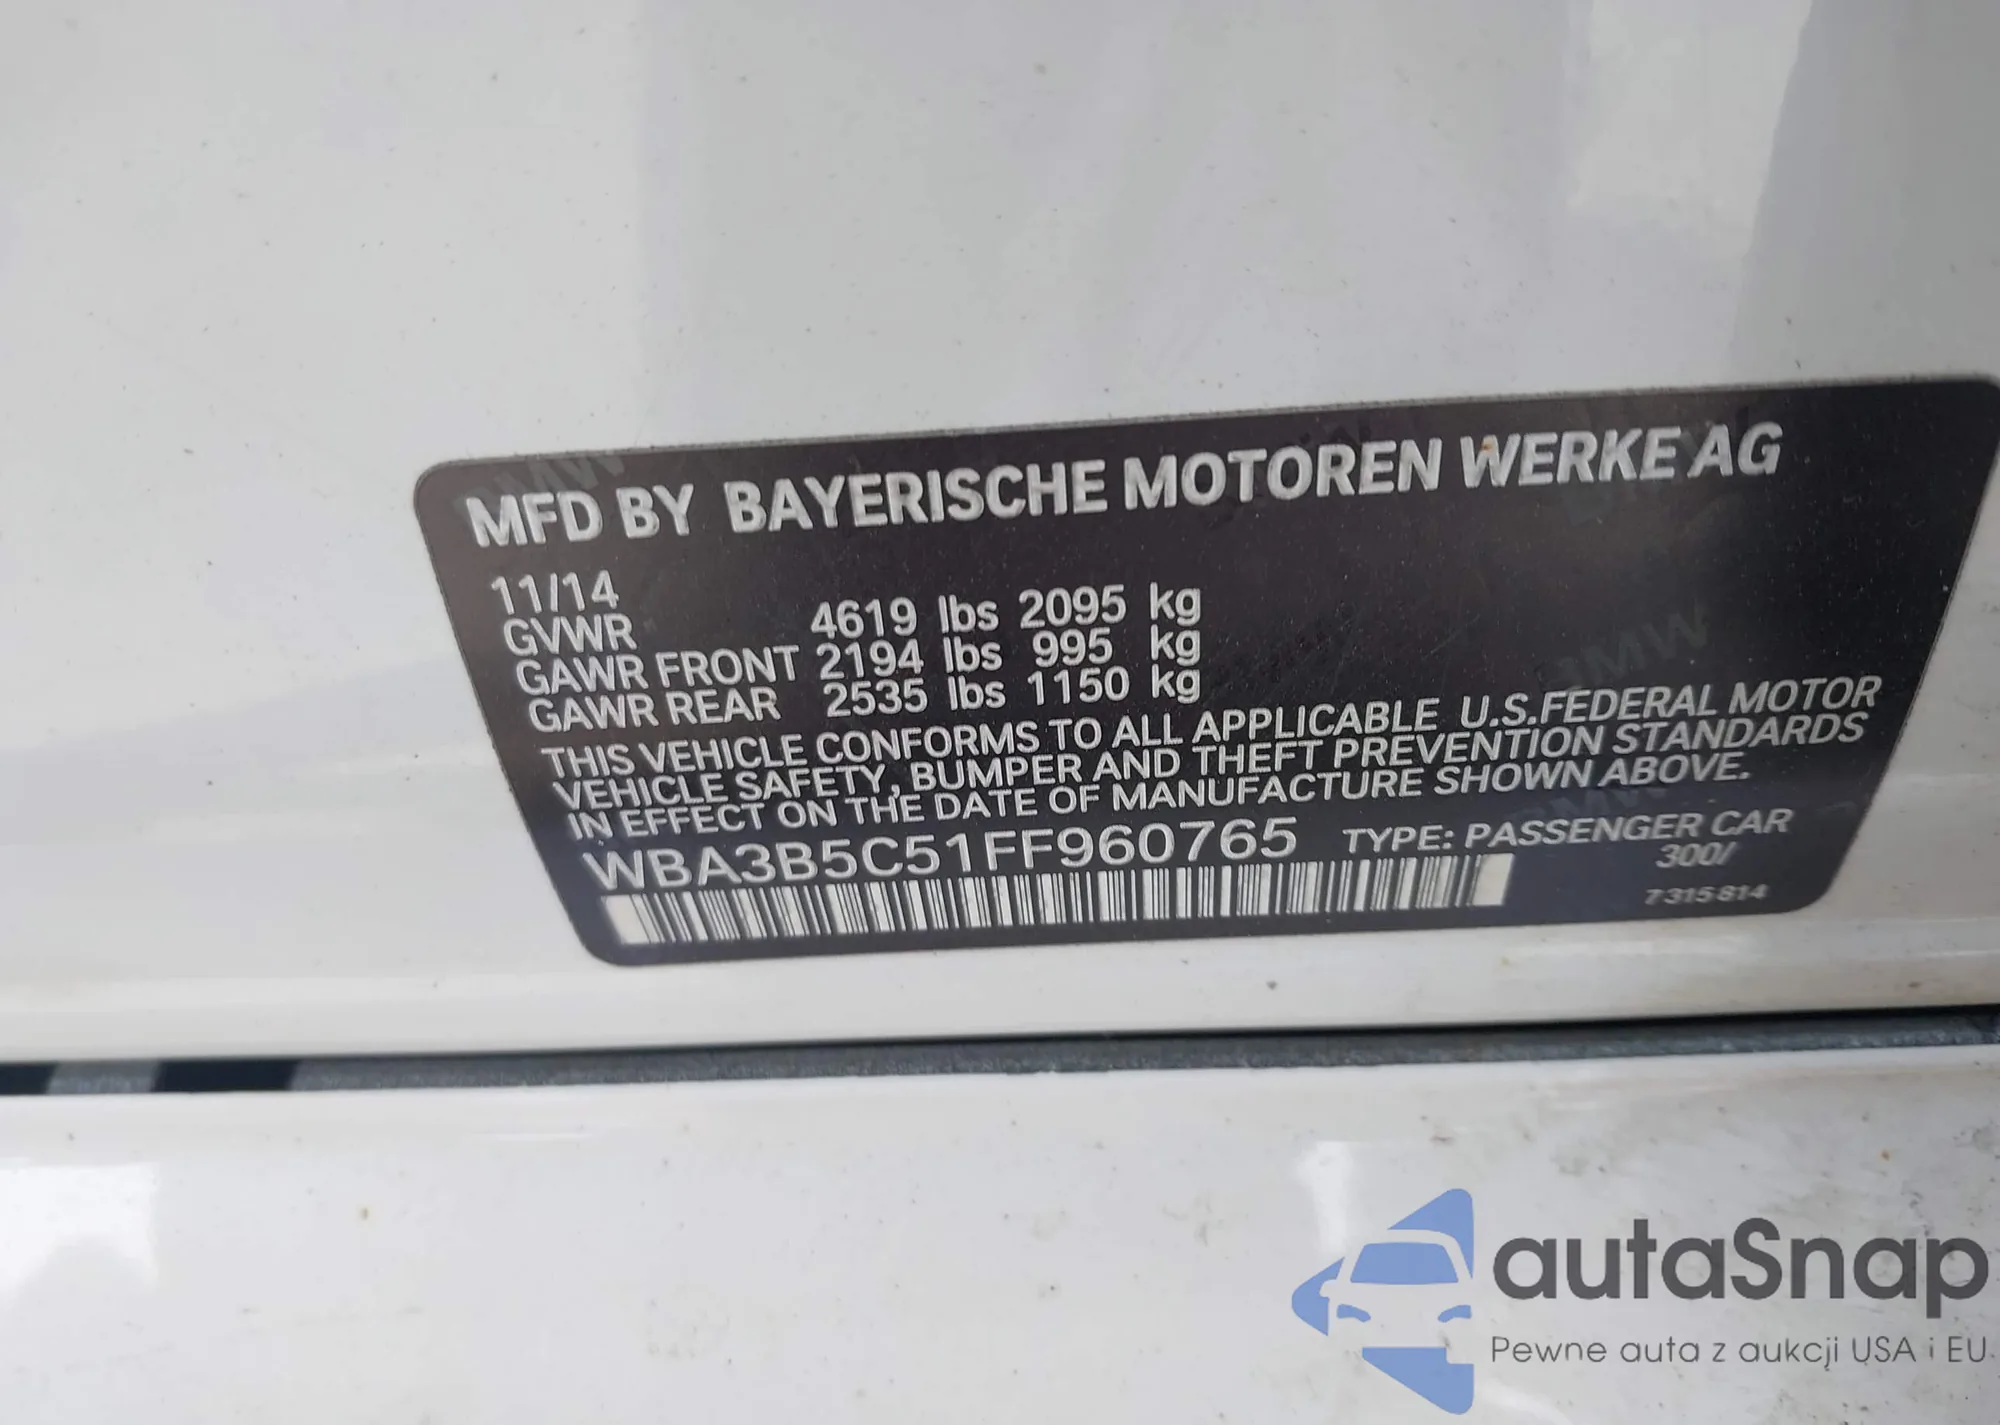 MFD BY BAYERISCHE MOTOREN WERKE AG
11/14
GVWR 4619 lbs 2095 kg
GAWR FRONT 2194 lbs 995 kg
GAWR REAR 2535 lbs 1150 kg
THIS VEHICLE CONFORMS TO ALL APPLICABLE U.S.FEDERAL MOTOR
VEHICLE SAFETY, BUMPER AND THEFT PREVENTION STANDARDS
IN EFFECT ON THE DATE OF MANUFACTURE SHOWN ABOVE.
WBA3B5C51FF960765 TYPE: PASSENGER CAR
300/
7 315 814
autaSnap
Pewne auta z aukcji USA i EU